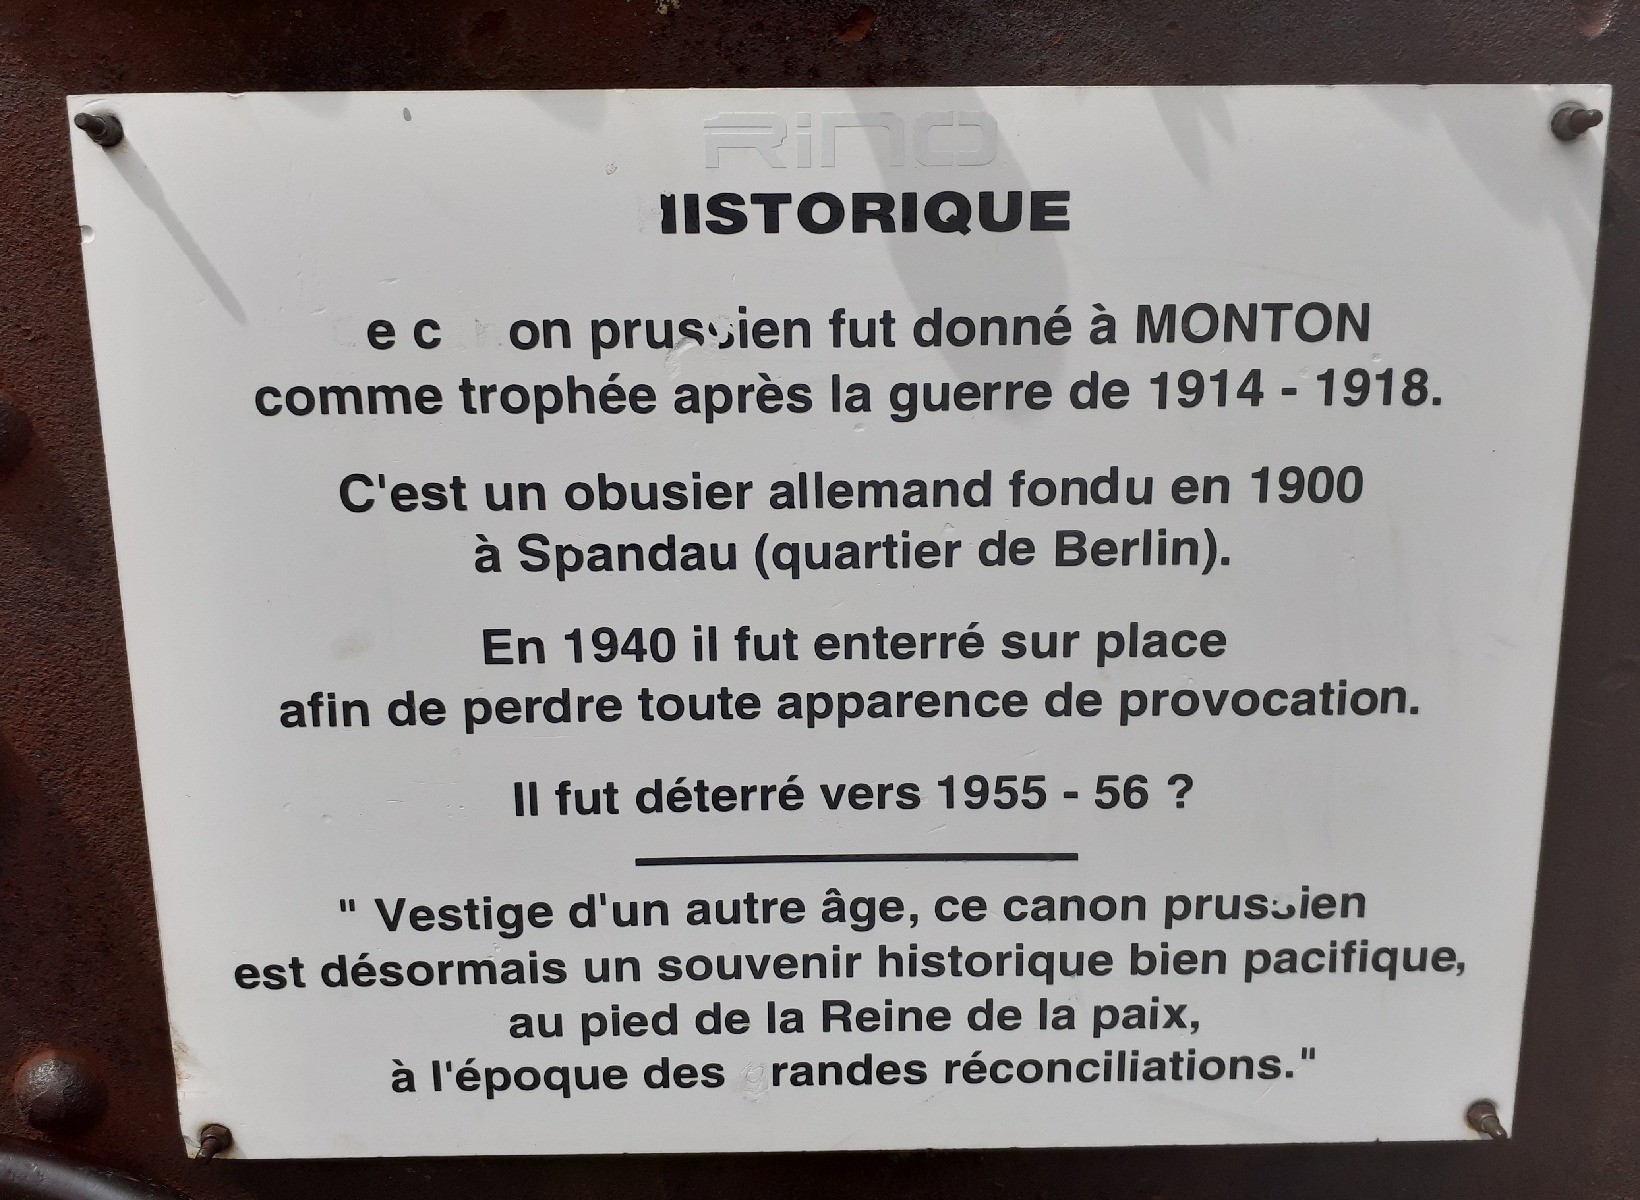 RiNO
HISTORIQUE
e c on prussien fut donné à MONTON
comme trophée après la guerre de 1914 - 1918.
C'est un obusier allemand fondu en 1900
à Spandau (quartier de Berlin).
En 1940 il fut enterré sur place
afin de perdre toute apparence de provocation.
Il fut déterré vers 1955 - 56 ?
" Vestige d'un autre âge, ce canon prussien
est désormais un souvenir historique bien pacifique,
au pied de la Reine de la paix,
à l'époque des grandes réconciliations."